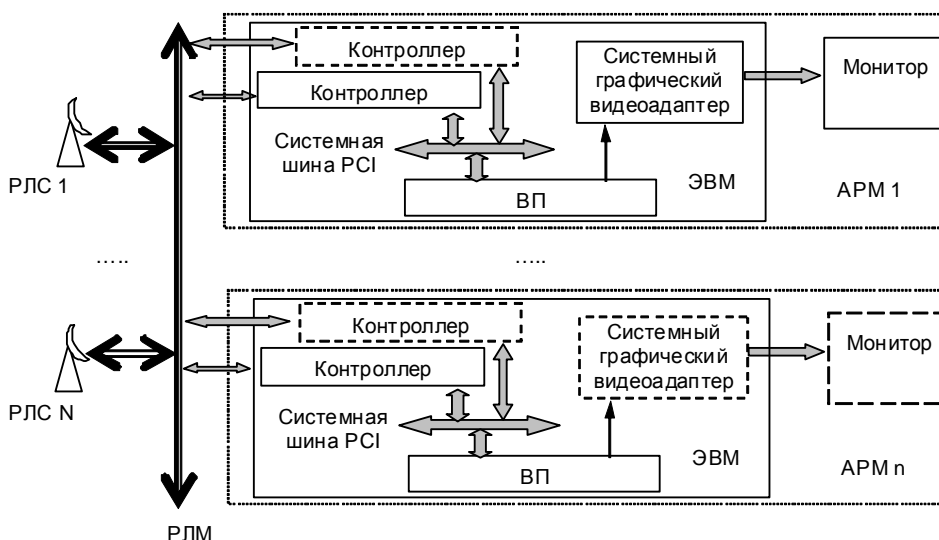 Контроллер
Контроллер
Системный
графический
видеоадаптер
Монитор
Системная
шина PCI
ВП
ЭВМ
АРМ 1
РЛС 1
.....
.....
Контроллер
Контроллер
Системный
графический
видеоадаптер
Монитор
Системная
шина PCI
ВП
ЭВМ
АРМ n
РЛС N
РЛМ